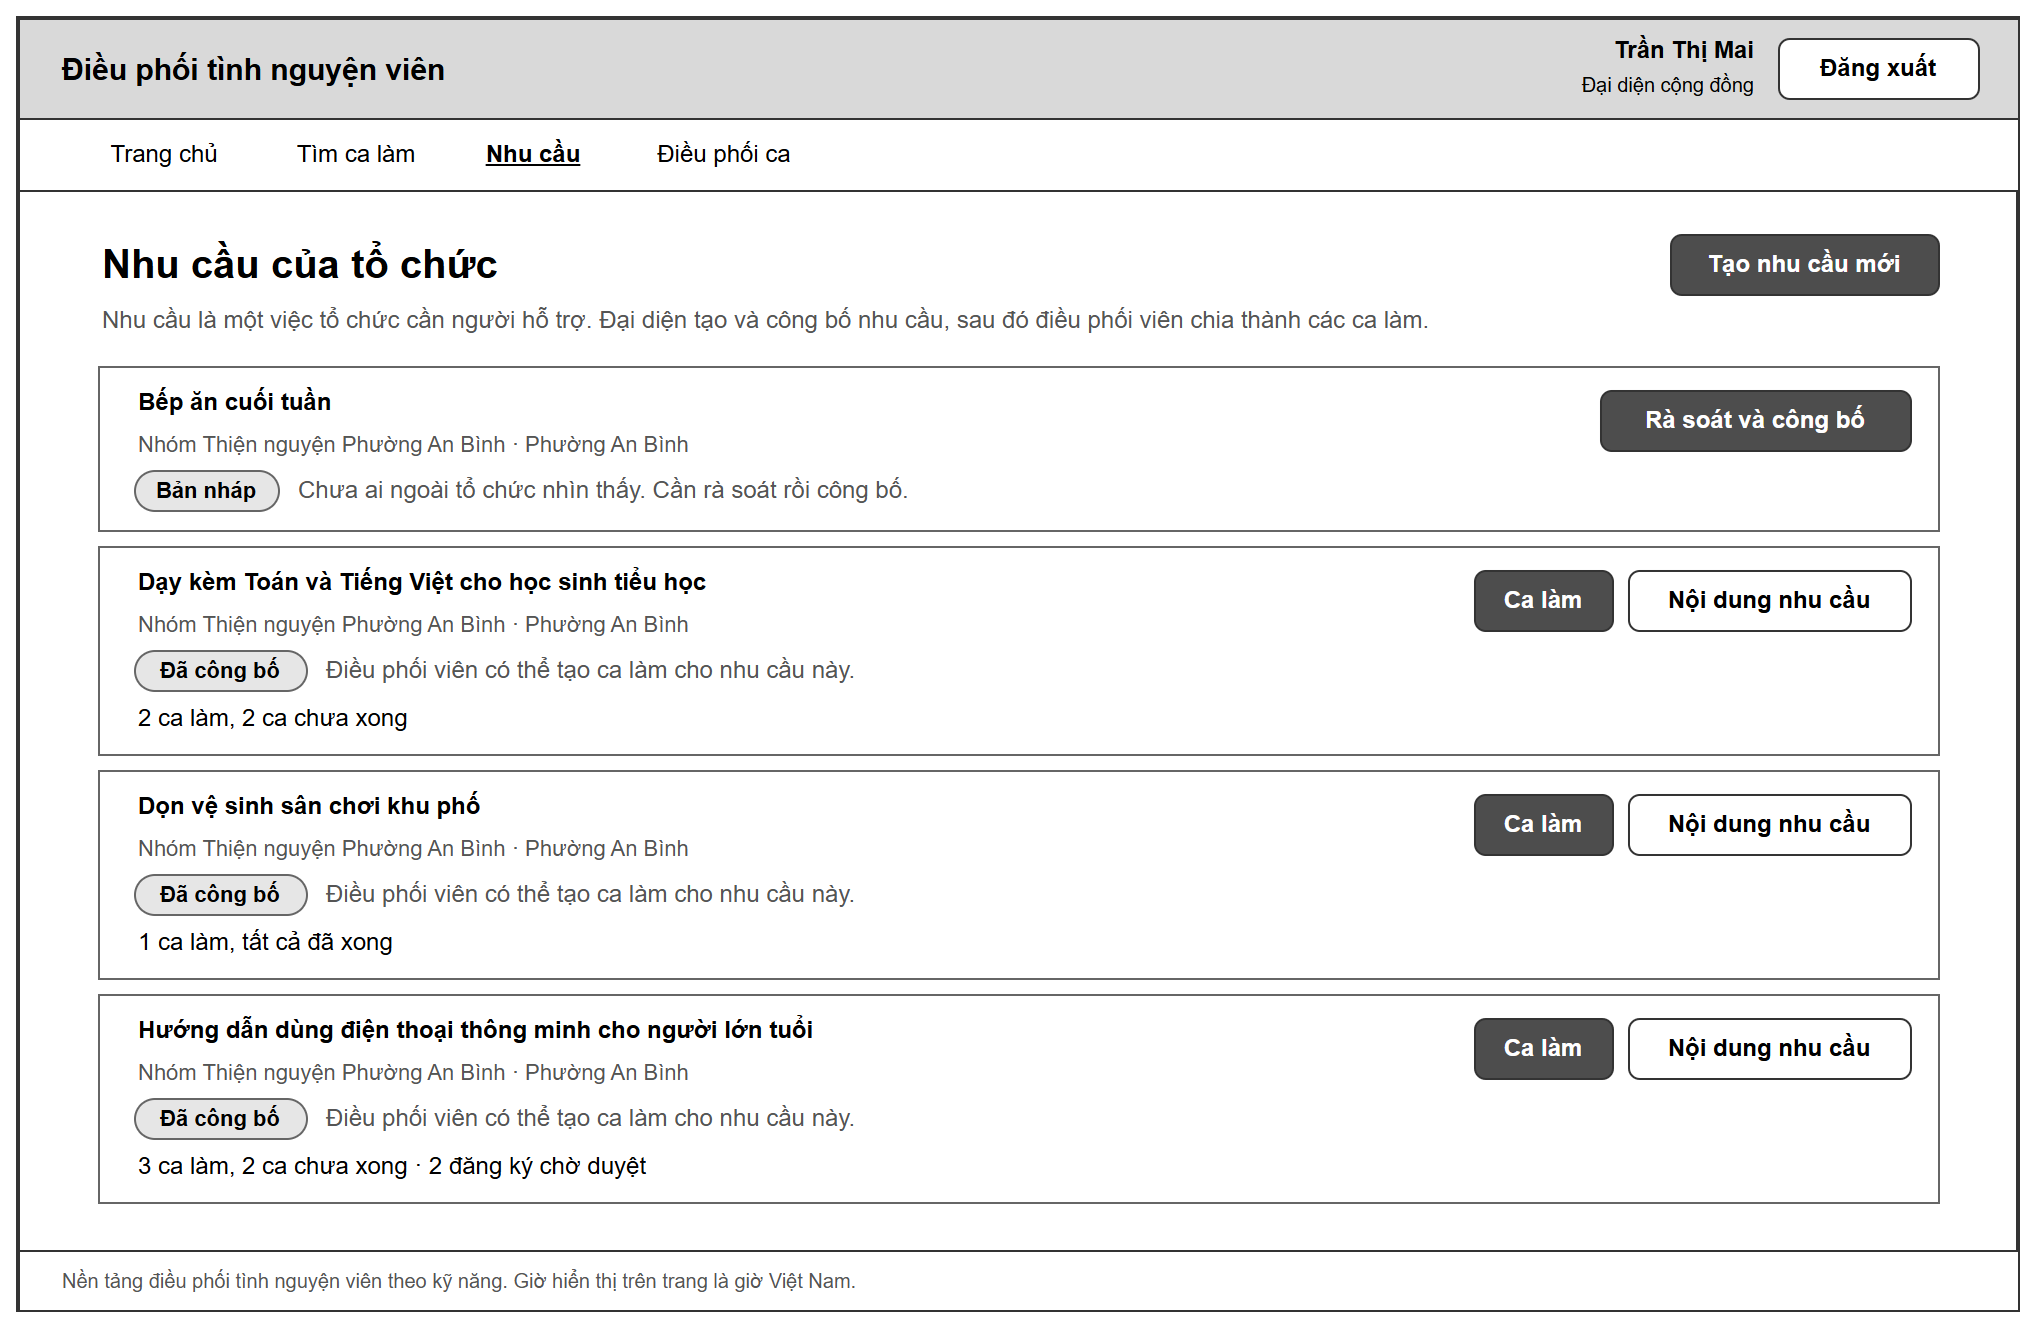 Điều phối tình nguyện viên
Trần Thị Mai
Đại diện cộng đồng
Đăng xuất
Trang chủ
Tìm ca làm
Nhu cầu
Điều phối ca
Nhu cầu của tổ chức
Tạo nhu cầu mới
Nhu cầu là một việc tổ chức cần người hỗ trợ. Đại diện tạo và công bố nhu cầu, sau đó điều phối viên chia thành các ca làm.
Bếp ăn cuối tuần
Rà soát và công bố
Nhóm Thiện nguyện Phường An Bình · Phường An Bình
Bản nháp
Chưa ai ngoài tổ chức nhìn thấy. Cần rà soát rồi công bố.
Dạy kèm Toán và Tiếng Việt cho học sinh tiểu học
Ca làm
Nội dung nhu cầu
Nhóm Thiện nguyện Phường An Bình · Phường An Bình
Đã công bố
Điều phối viên có thể tạo ca làm cho nhu cầu này.
2 ca làm, 2 ca chưa xong
Dọn vệ sinh sân chơi khu phố
Ca làm
Nội dung nhu cầu
Nhóm Thiện nguyện Phường An Bình · Phường An Bình
Đã công bố
Điều phối viên có thể tạo ca làm cho nhu cầu này.
1 ca làm, tất cả đã xong
Hướng dẫn dùng điện thoại thông minh cho người lớn tuổi
Ca làm
Nội dung nhu cầu
Nhóm Thiện nguyện Phường An Bình · Phường An Bình
Đã công bố
Điều phối viên có thể tạo ca làm cho nhu cầu này.
3 ca làm, 2 ca chưa xong · 2 đăng ký chờ duyệt
Nền tảng điều phối tình nguyện viên theo kỹ năng. Giờ hiển thị trên trang là giờ Việt Nam.